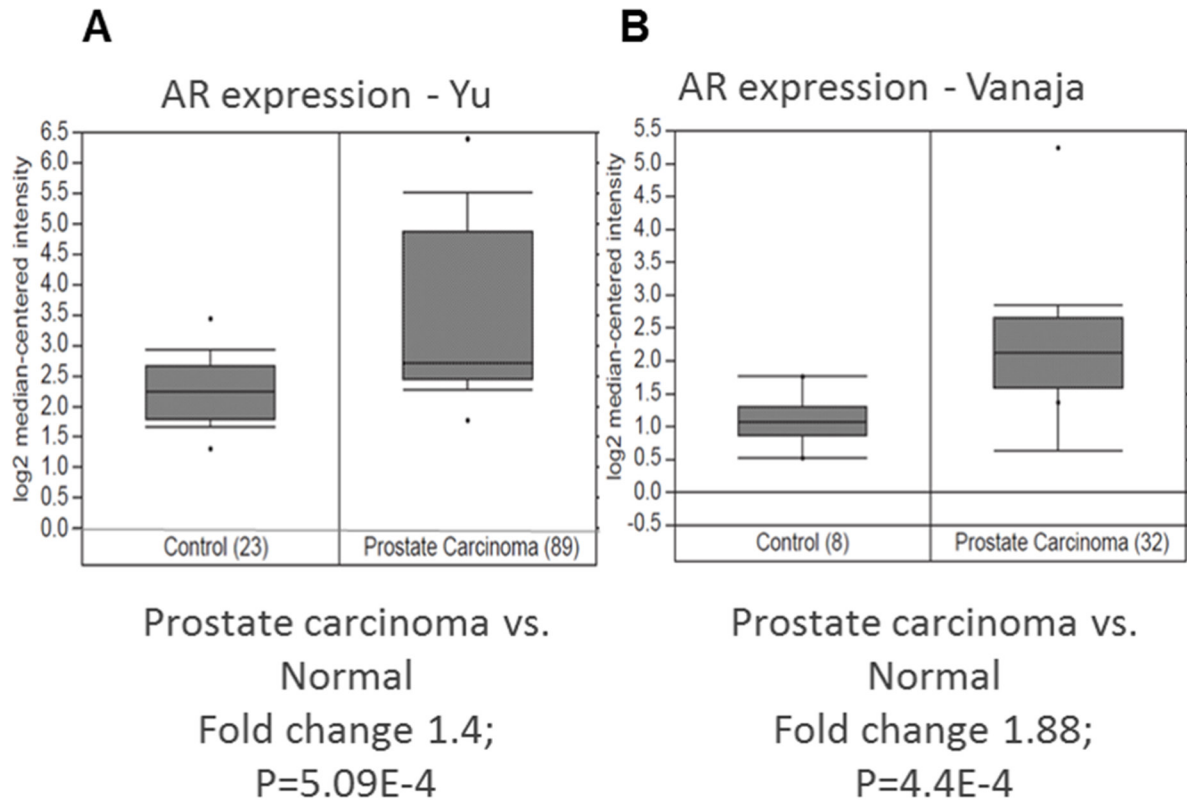 A
AR expression - Yu
log2 median-centered intensity
6.5
6.0
5.5
5.0
4.5
4.0
3.5
3.0
2.5
2.0
1.5
1.0
0.5
0.0
Control (23)
Prostate Carcinoma (89)
Prostate carcinoma vs.
Normal
Fold change 1.4;
P=5.09E-4
B
AR expression - Vanaja
log2 median-centered intensity
5.5
5.0
4.5
4.0
3.5
3.0
2.5
2.0
1.5
1.0
0.5
0.0
-0.5
Control (8)
Prostate Carcinoma (32)
Prostate carcinoma vs.
Normal
Fold change 1.88;
P=4.4E-4